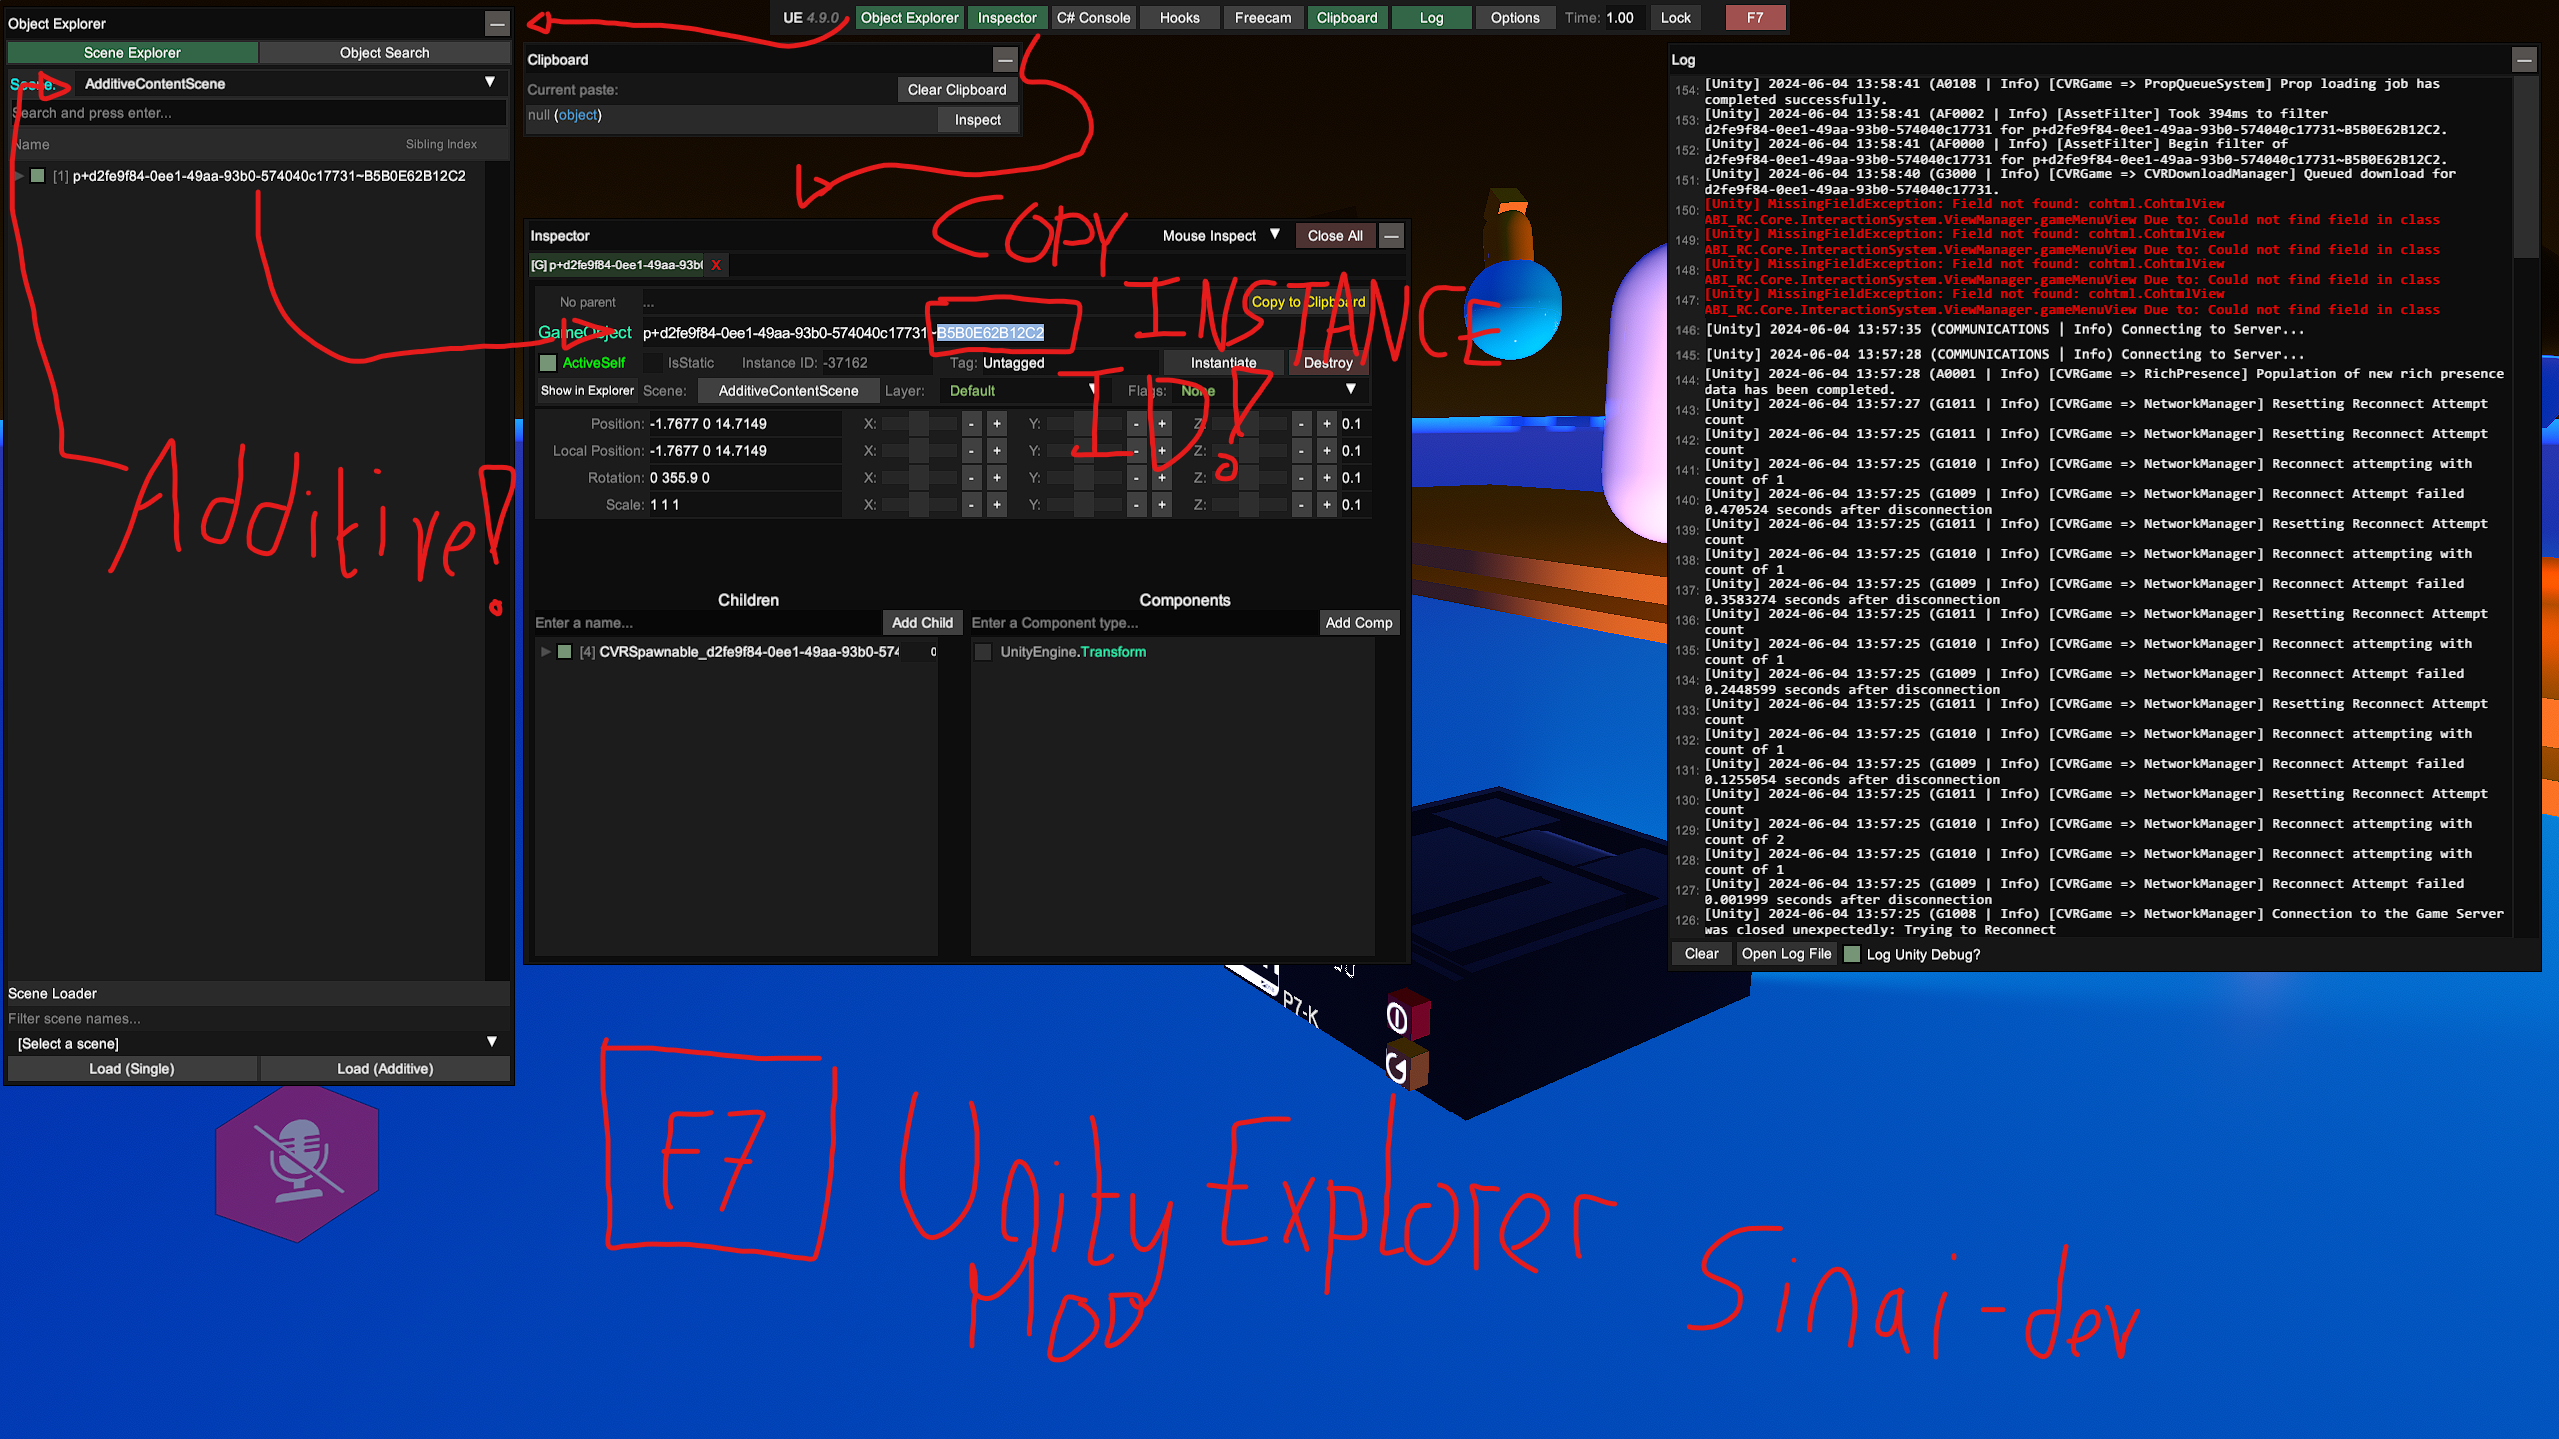 Object Explorer
Scene Explorer
Object Search
Scene:
AdditiveContentScene
Search and press enter...
Name
Sibling Index
[1] p+d2fe9f84-0ee1-49aa-93b0-574040c17731~B5B0E62B12C2
Scene Loader
Filter scene names...
[Select a scene]
Load (Single)
Load (Additive)
UE 4.9.0
Object Explorer
Inspector
C# Console
Hooks
Freecam
Clipboard
Log
Options
Time: 1.00
Lock
F7
Clipboard
Current paste:
Clear Clipboard
null (object)
Inspect
Inspector
Mouse Inspect
Close All
[G] p+d2fe9f84-0ee1-49aa-93b
X
No parent
...
Copy to Clipboard
GameObject
p+d2fe9f84-0ee1-49aa-93b0-574040c17731~B5B0E62B12C2
ActiveSelf
IsStatic
Instance ID: -37162
Tag: Untagged
Instantiate
Destroy
Show in Explorer
Scene: AdditiveContentScene
Layer: Default
Flags: None
Position: -1.7677 0 14.7149 X: - + Y: - + Z: - + 0.1
Local Position: -1.7677 0 14.7149 X: - + Y: - + Z: - + 0.1
Rotation: 0 355.9 0 X: - + Y: - + Z: - + 0.1
Scale: 1 1 1 X: - + Y: - + Z: - + 0.1
Children
Components
Enter a name...
Add Child
Enter a Component type...
Add Comp
[4] CVRSpawnable_d2fe9f84-0ee1-49aa-93b0-574
0
UnityEngine.Transform
Log
154: [Unity] 2024-06-04 13:58:41 (A0108 | Info) [CVRGame => PropQueueSystem] Prop loading job has
completed successfully.
153: [Unity] 2024-06-04 13:58:41 (AF0002 | Info) [AssetFilter] Took 394ms to filter
d2fe9f84-0ee1-49aa-93b0-574040c17731 for p+d2fe9f84-0ee1-49aa-93b0-574040c17731~B5B0E62B12C2.
152: [Unity] 2024-06-04 13:58:41 (AF0000 | Info) [AssetFilter] Begin filter of
d2fe9f84-0ee1-49aa-93b0-574040c17731 for p+d2fe9f84-0ee1-49aa-93b0-574040c17731~B5B0E62B12C2.
151: [Unity] 2024-06-04 13:58:40 (G3000 | Info) [CVRGame => CVRDownloadManager] Queued download for
d2fe9f84-0ee1-49aa-93b0-574040c17731.
150: [Unity] MissingFieldException: Field not found: cohtml.CohtmlView
ABI_RC.Core.InteractionSystem.ViewManager.gameMenuView Due to: Could not find field in class
149: [Unity] MissingFieldException: Field not found: cohtml.CohtmlView
ABI_RC.Core.InteractionSystem.ViewManager.gameMenuView Due to: Could not find field in class
148: [Unity] MissingFieldException: Field not found: cohtml.CohtmlView
ABI_RC.Core.InteractionSystem.ViewManager.gameMenuView Due to: Could not find field in class
147: [Unity] MissingFieldException: Field not found: cohtml.CohtmlView
ABI_RC.Core.InteractionSystem.ViewManager.gameMenuView Due to: Could not find field in class
146: [Unity] 2024-06-04 13:57:35 (COMMUNICATIONS | Info) Connecting to Server...
145: [Unity] 2024-06-04 13:57:28 (COMMUNICATIONS | Info) Connecting to Server...
144: [Unity] 2024-06-04 13:57:28 (A0001 | Info) [CVRGame => RichPresence] Population of new rich presence
data has been completed.
143: [Unity] 2024-06-04 13:57:27 (G1011 | Info) [CVRGame => NetworkManager] Resetting Reconnect Attempt
count
142: [Unity] 2024-06-04 13:57:25 (G1011 | Info) [CVRGame => NetworkManager] Resetting Reconnect Attempt
count
141: [Unity] 2024-06-04 13:57:25 (G1010 | Info) [CVRGame => NetworkManager] Reconnect attempting with
count of 1
140: [Unity] 2024-06-04 13:57:25 (G1009 | Info) [CVRGame => NetworkManager] Reconnect Attempt failed
0.470524 seconds after disconnection
139: [Unity] 2024-06-04 13:57:25 (G1011 | Info) [CVRGame => NetworkManager] Resetting Reconnect Attempt
count
138: [Unity] 2024-06-04 13:57:25 (G1010 | Info) [CVRGame => NetworkManager] Reconnect attempting with
count of 1
137: [Unity] 2024-06-04 13:57:25 (G1009 | Info) [CVRGame => NetworkManager] Reconnect Attempt failed
0.3583274 seconds after disconnection
136: [Unity] 2024-06-04 13:57:25 (G1011 | Info) [CVRGame => NetworkManager] Resetting Reconnect Attempt
count
135: [Unity] 2024-06-04 13:57:25 (G1010 | Info) [CVRGame => NetworkManager] Reconnect attempting with
count of 1
134: [Unity] 2024-06-04 13:57:25 (G1009 | Info) [CVRGame => NetworkManager] Reconnect Attempt failed
0.2448599 seconds after disconnection
133: [Unity] 2024-06-04 13:57:25 (G1011 | Info) [CVRGame => NetworkManager] Resetting Reconnect Attempt
count
132: [Unity] 2024-06-04 13:57:25 (G1010 | Info) [CVRGame => NetworkManager] Reconnect attempting with
count of 1
131: [Unity] 2024-06-04 13:57:25 (G1009 | Info) [CVRGame => NetworkManager] Reconnect Attempt failed
0.1255054 seconds after disconnection
130: [Unity] 2024-06-04 13:57:25 (G1011 | Info) [CVRGame => NetworkManager] Resetting Reconnect Attempt
count
129: [Unity] 2024-06-04 13:57:25 (G1010 | Info) [CVRGame => NetworkManager] Reconnect attempting with
count of 2
128: [Unity] 2024-06-04 13:57:25 (G1010 | Info) [CVRGame => NetworkManager] Reconnect attempting with
count of 1
127: [Unity] 2024-06-04 13:57:25 (G1009 | Info) [CVRGame => NetworkManager] Reconnect Attempt failed
0.001999 seconds after disconnection
126: [Unity] 2024-06-04 13:57:25 (G1008 | Info) [CVRGame => NetworkManager] Connection to the Game Server
was closed unexpectedly: Trying to Reconnect
Clear
Open Log File
Log Unity Debug?
COPY
INSTANCE
ID!
Additive!
P7-K
F7
Unity Explorer
MOD
Sinai-dev